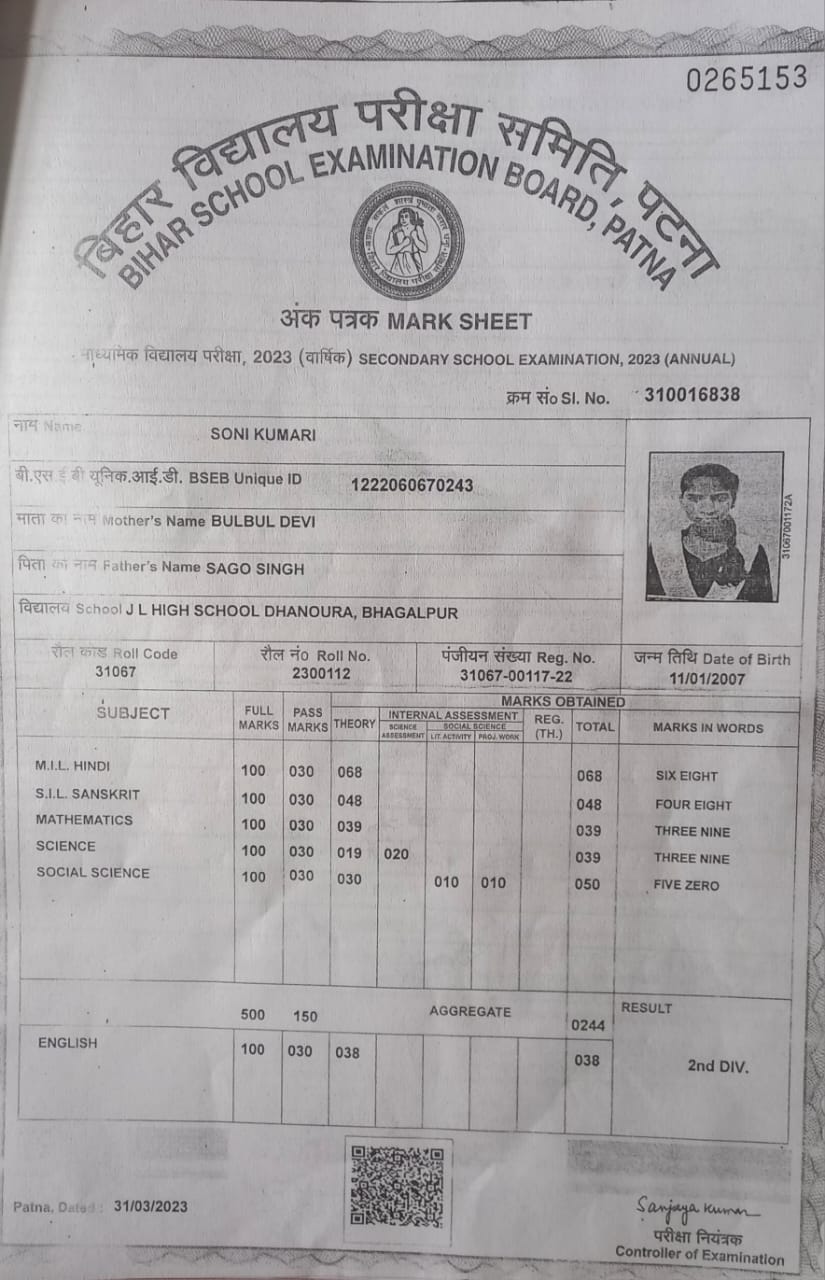 0265153
बिहार विद्यालय परीक्षा समिति, पटना
BIHAR SCHOOL EXAMINATION BOARD, PATNA
अंक पत्रक MARK SHEET
माध्यमिक विद्यालय परीक्षा, 2023 (वार्षिक) SECONDARY SCHOOL EXAMINATION, 2023 (ANNUAL)
क्रम सं० Sl. No. 310016838
नाम Name SONI KUMARI
बी.एस.ई.बी यूनिक.आई.डी. BSEB Unique ID 1222060670243
माता का नाम Mother's Name BULBUL DEVI
पिता का नाम Father's Name SAGO SINGH
विद्यालय School J L HIGH SCHOOL DHANOURA, BHAGALPUR
31067001172A
रौल कोड Roll Code रौल नं० Roll No. पंजीयन संख्या Reg. No. जन्म तिथि Date of Birth
31067 2300112 31067-00117-22 11/01/2007
MARKS OBTAINED
SUBJECT FULL MARKS PASS MARKS THEORY INTERNAL ASSESSMENT REG. (TH.) TOTAL MARKS IN WORDS
SCIENCE ASSESSMENT SOCIAL SCIENCE LIT. ACTIVITY PROJ. WORK
M.I.L. HINDI 100 030 068 068 SIX EIGHT
S.I.L. SANSKRIT 100 030 048 048 FOUR EIGHT
MATHEMATICS 100 030 039 039 THREE NINE
SCIENCE 100 030 019 020 039 THREE NINE
SOCIAL SCIENCE 100 030 030 010 010 050 FIVE ZERO
500 150 AGGREGATE 0244 RESULT
ENGLISH 100 030 038 038 2nd DIV.
Patna, Dated : 31/03/2023
Sanjaya Kumar
परीक्षा नियंत्रक
Controller of Examination